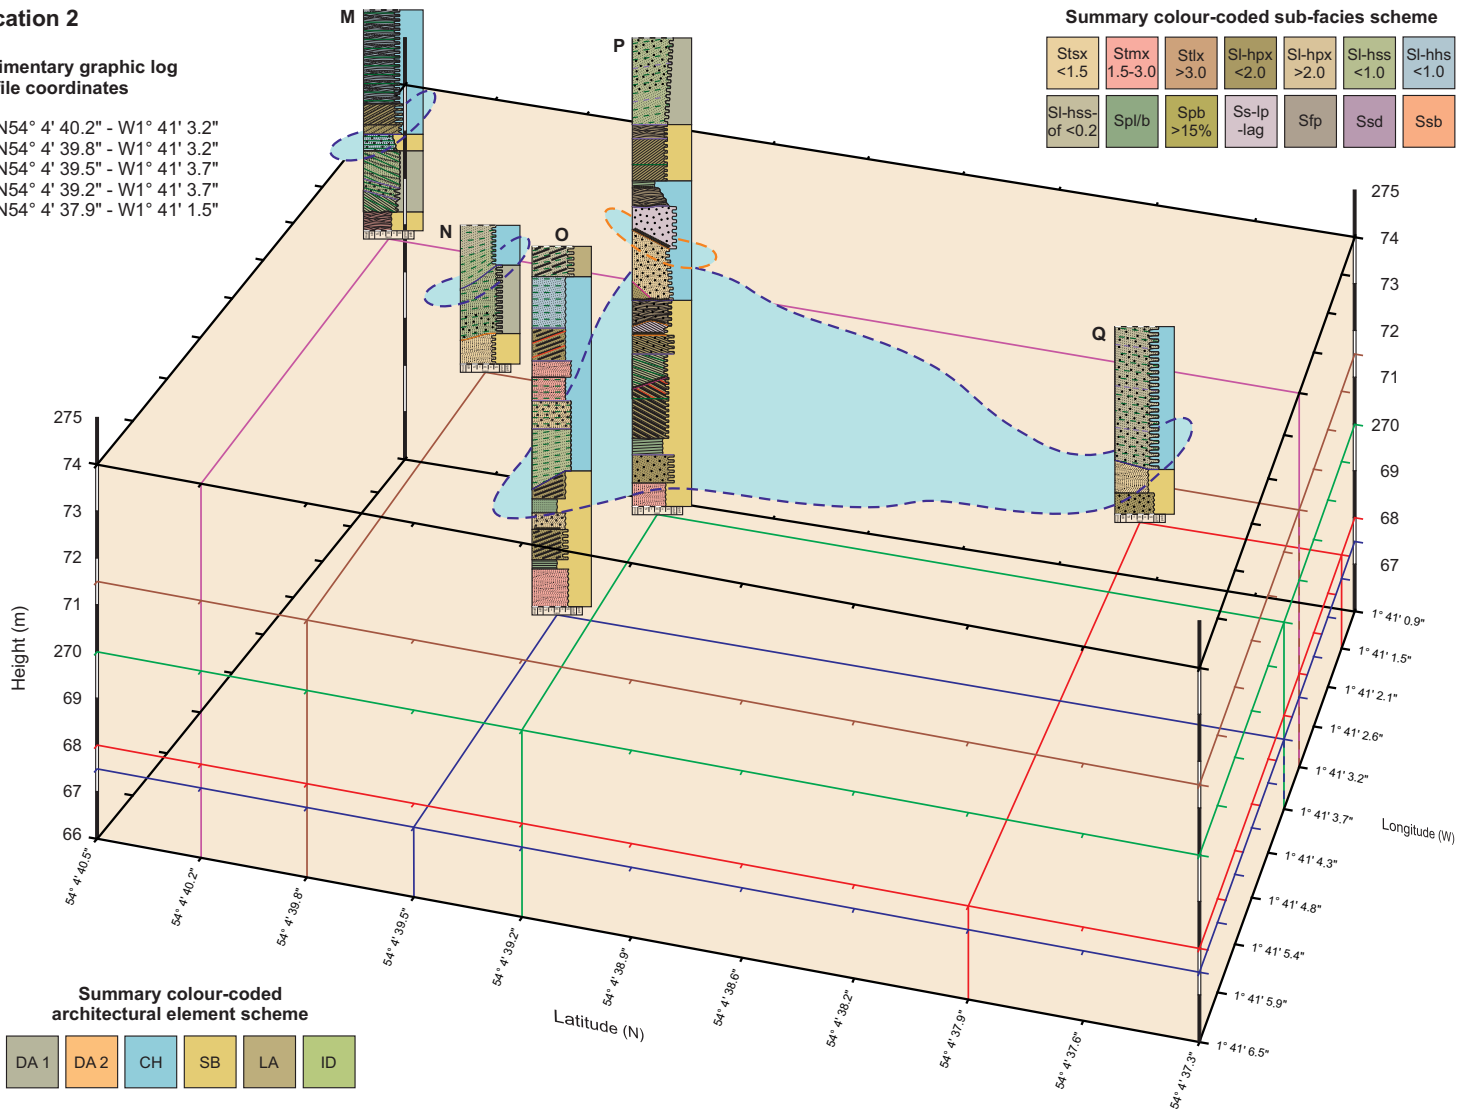 cation 2
imentary graphic log
file coordinates
N54° 4' 40.2" - W1° 41' 3.2"
N54° 4' 39.8" - W1° 41' 3.2"
N54° 4' 39.5" - W1° 41' 3.7"
N54° 4' 39.2" - W1° 41' 3.7"
N54° 4' 37.9" - W1° 41' 1.5"
M
N
O
P
Q
Summary colour-coded sub-facies scheme
Stsx <1.5
Stmx 1.5-3.0
Stlx >3.0
Sl-hpx <2.0
Sl-hpx >2.0
Sl-hss <1.0
Sl-hhs <1.0
Sl-hss-of <0.2
Spl/b
Spb >15%
Ss-lp -lag
Sfp
Ssd
Ssb
275
74
73
72
71
270
69
68
67
275
74
73
72
71
270
69
68
67
66
Height (m)
54° 4' 40.5"
54° 4' 40.2"
54° 4' 39.8"
54° 4' 39.5"
54° 4' 39.2"
54° 4' 38.9"
54° 4' 38.6"
54° 4' 38.2"
54° 4' 37.9"
54° 4' 37.6"
54° 4' 37.3"
Latitude (N)
1° 41' 0.9"
1° 41' 1.5"
1° 41' 2.1"
1° 41' 2.6"
1° 41' 3.2"
1° 41' 3.7"
1° 41' 4.3"
1° 41' 4.8"
1° 41' 5.4"
1° 41' 5.9"
1° 41' 6.5"
Longitude (W)
Summary colour-coded
architectural element scheme
DA 1
DA 2
CH
SB
LA
ID